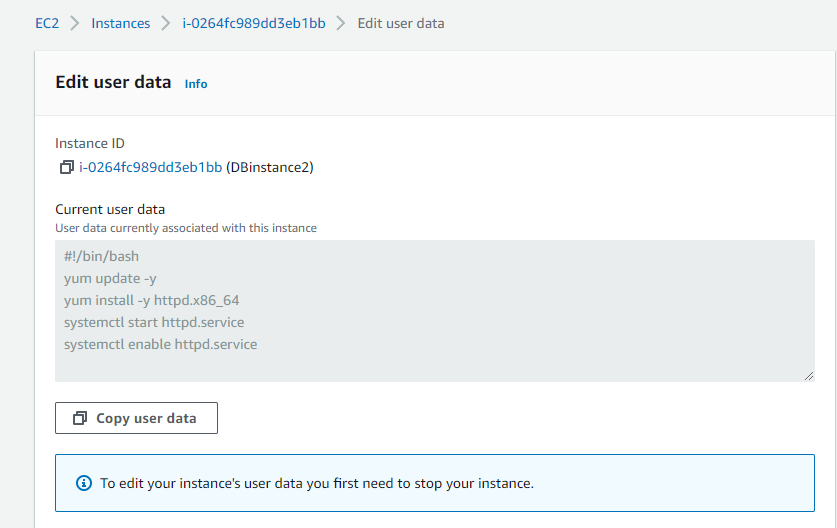 EC2 > Instances > i-0264fc989dd3eb1bb > Edit user data
Edit user data Info
Instance ID
i-0264fc989dd3eb1bb (DBinstance2)
Current user data
User data currently associated with this instance
#!/bin/bash
yum update -y
yum install -y httpd.x86_64
systemctl start httpd.service
systemctl enable httpd.service
Copy user data
To edit your instance's user data you first need to stop your instance.